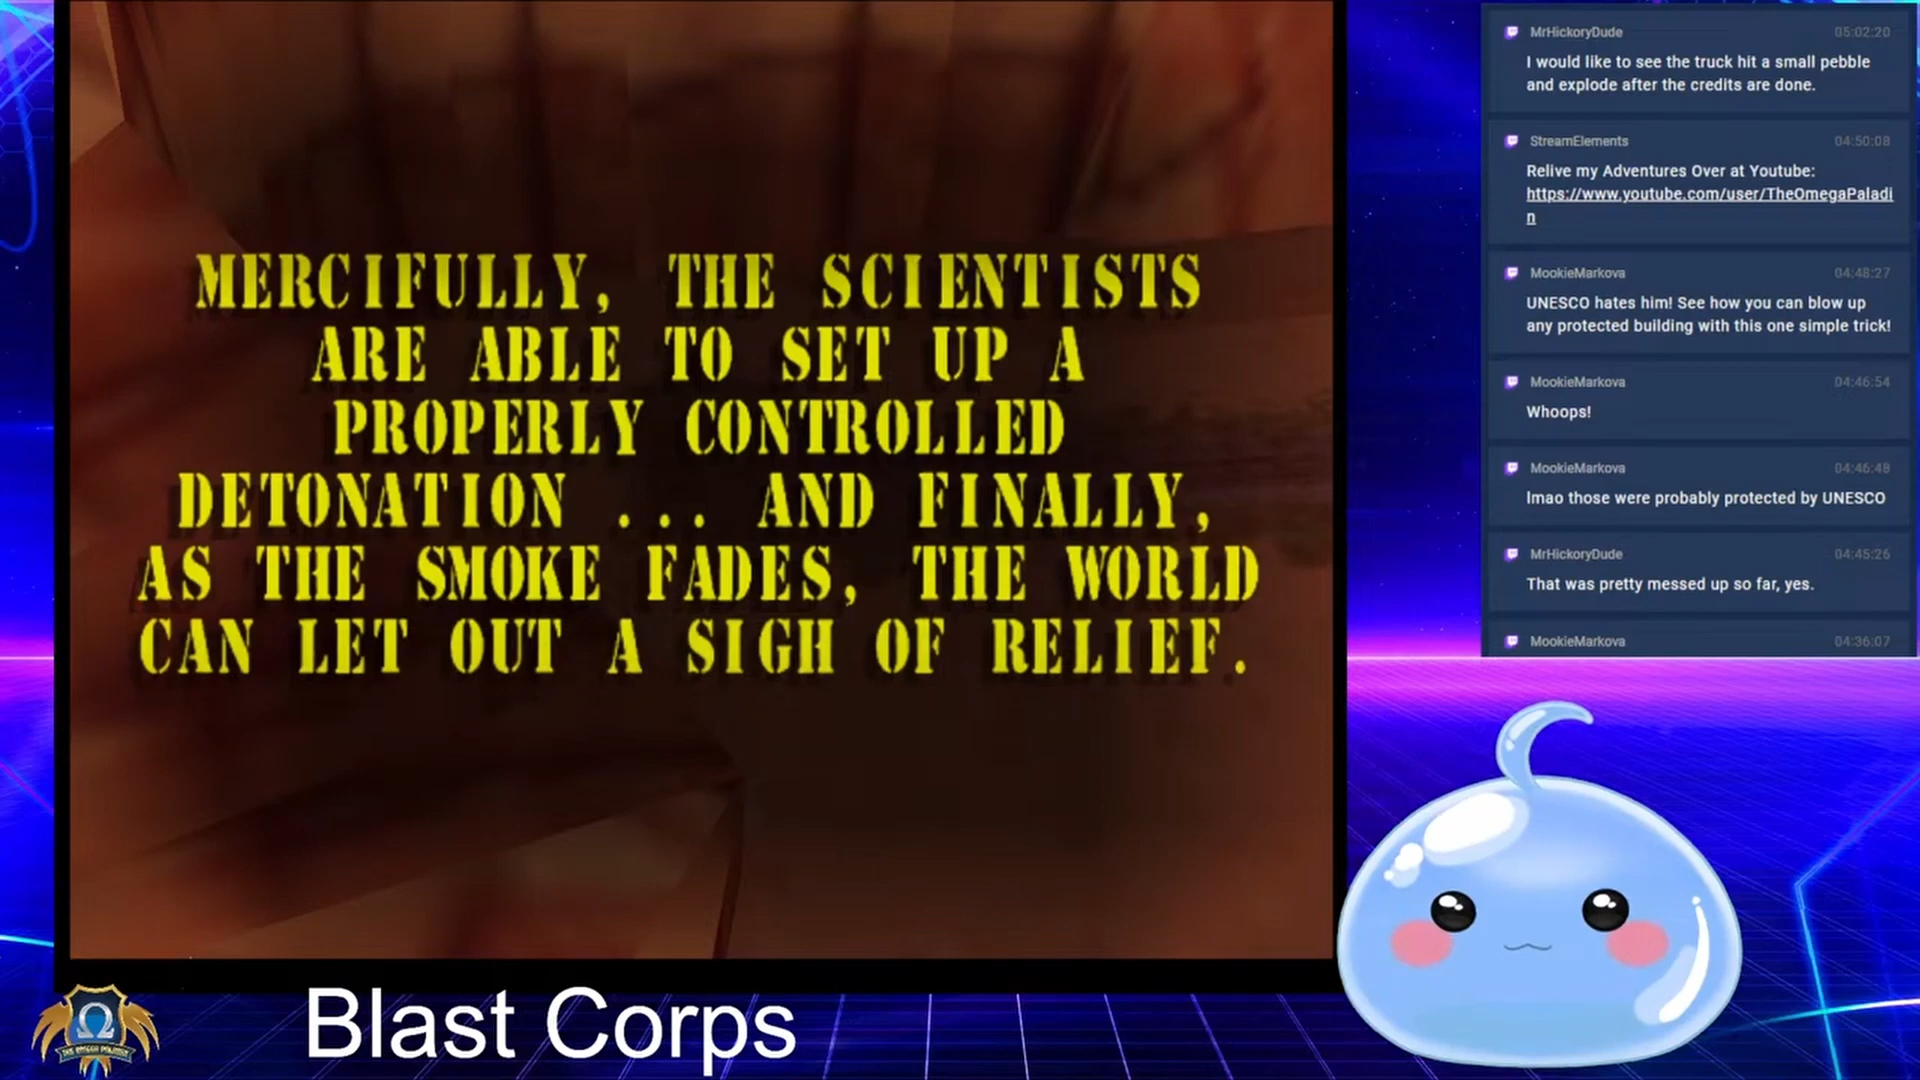 MERCIFULLY, THE SCIENTISTS
ARE ABLE TO SET UP A
PROPERLY CONTROLLED
DETONATION ... AND FINALLY,
AS THE SMOKE FADES, THE WORLD
CAN LET OUT A SIGH OF RELIEF.
MrHickoryDude 05:02:20
I would like to see the truck hit a small pebble
and explode after the credits are done.
StreamElements 04:50:08
Relive my Adventures Over at Youtube:
https://www.youtube.com/user/TheOmegaPaladi
n
MookieMarkova 04:48:27
UNESCO hates him! See how you can blow up
any protected building with this one simple trick!
MookieMarkova 04:46:54
Whoops!
MookieMarkova 04:46:48
lmao those were probably protected by UNESCO
MrHickoryDude 04:45:26
That was pretty messed up so far, yes.
MookieMarkova 04:36:07
Ω
THE OMEGA PALADIN
Blast Corps